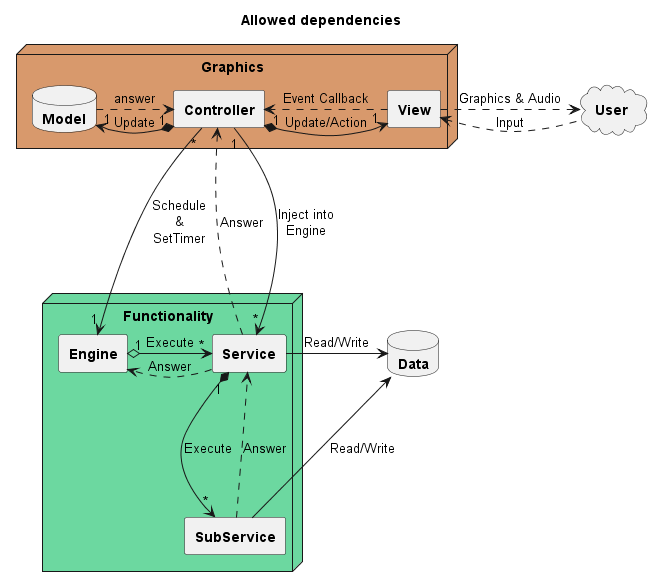 Allowed dependencies
Graphics
answer
Event Callback
Graphics & Audio
Model
Controller
View
User
1 Update
1 Update/Action 1
Input
* 1
Schedule
&
SetTimer
Answer
Inject into
Engine
1 *
Functionality
1 Execute *
Read/Write
Engine
Service
Data
Answer
1
Execute
Answer
Read/Write
*
SubService